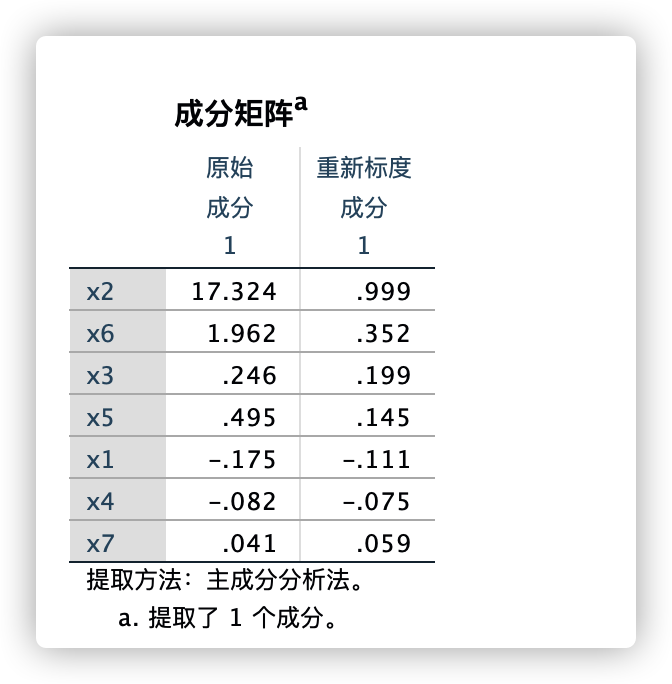 成分矩阵a
原始 重新标度
成分 成分
1 1
x2 17.324 .999
x6 1.962 .352
x3 .246 .199
x5 .495 .145
x1 -.175 -.111
x4 -.082 -.075
x7 .041 .059
提取方法：主成分分析法。
a. 提取了 1 个成分。